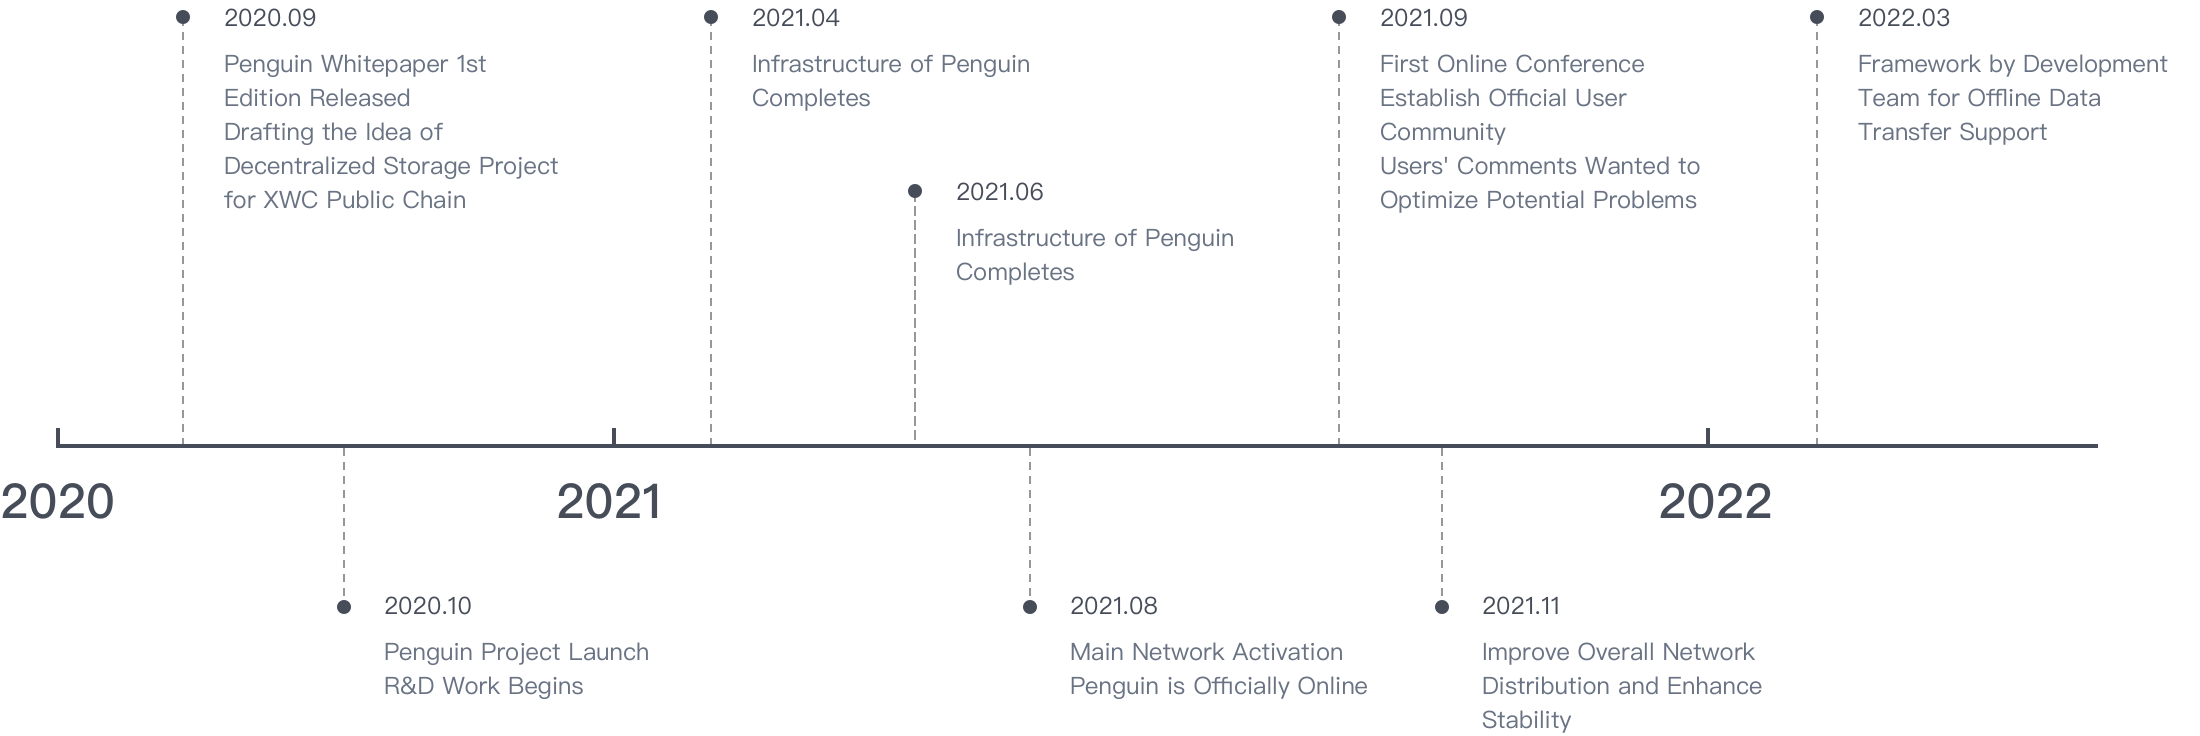 2020.09
Penguin Whitepaper 1st
Edition Released
Drafting the Idea of
Decentralized Storage Project
for XWC Public Chain
2021.04
Infrastructure of Penguin
Completes
2021.06
Infrastructure of Penguin
Completes
2021.09
First Online Conference
Establish Official User
Community
Users' Comments Wanted to
Optimize Potential Problems
2022.03
Framework by Development
Team for Offline Data
Transfer Support
2020
2021
2022
2020.10
Penguin Project Launch
R&D Work Begins
2021.08
Main Network Activation
Penguin is Officially Online
2021.11
Improve Overall Network
Distribution and Enhance
Stability